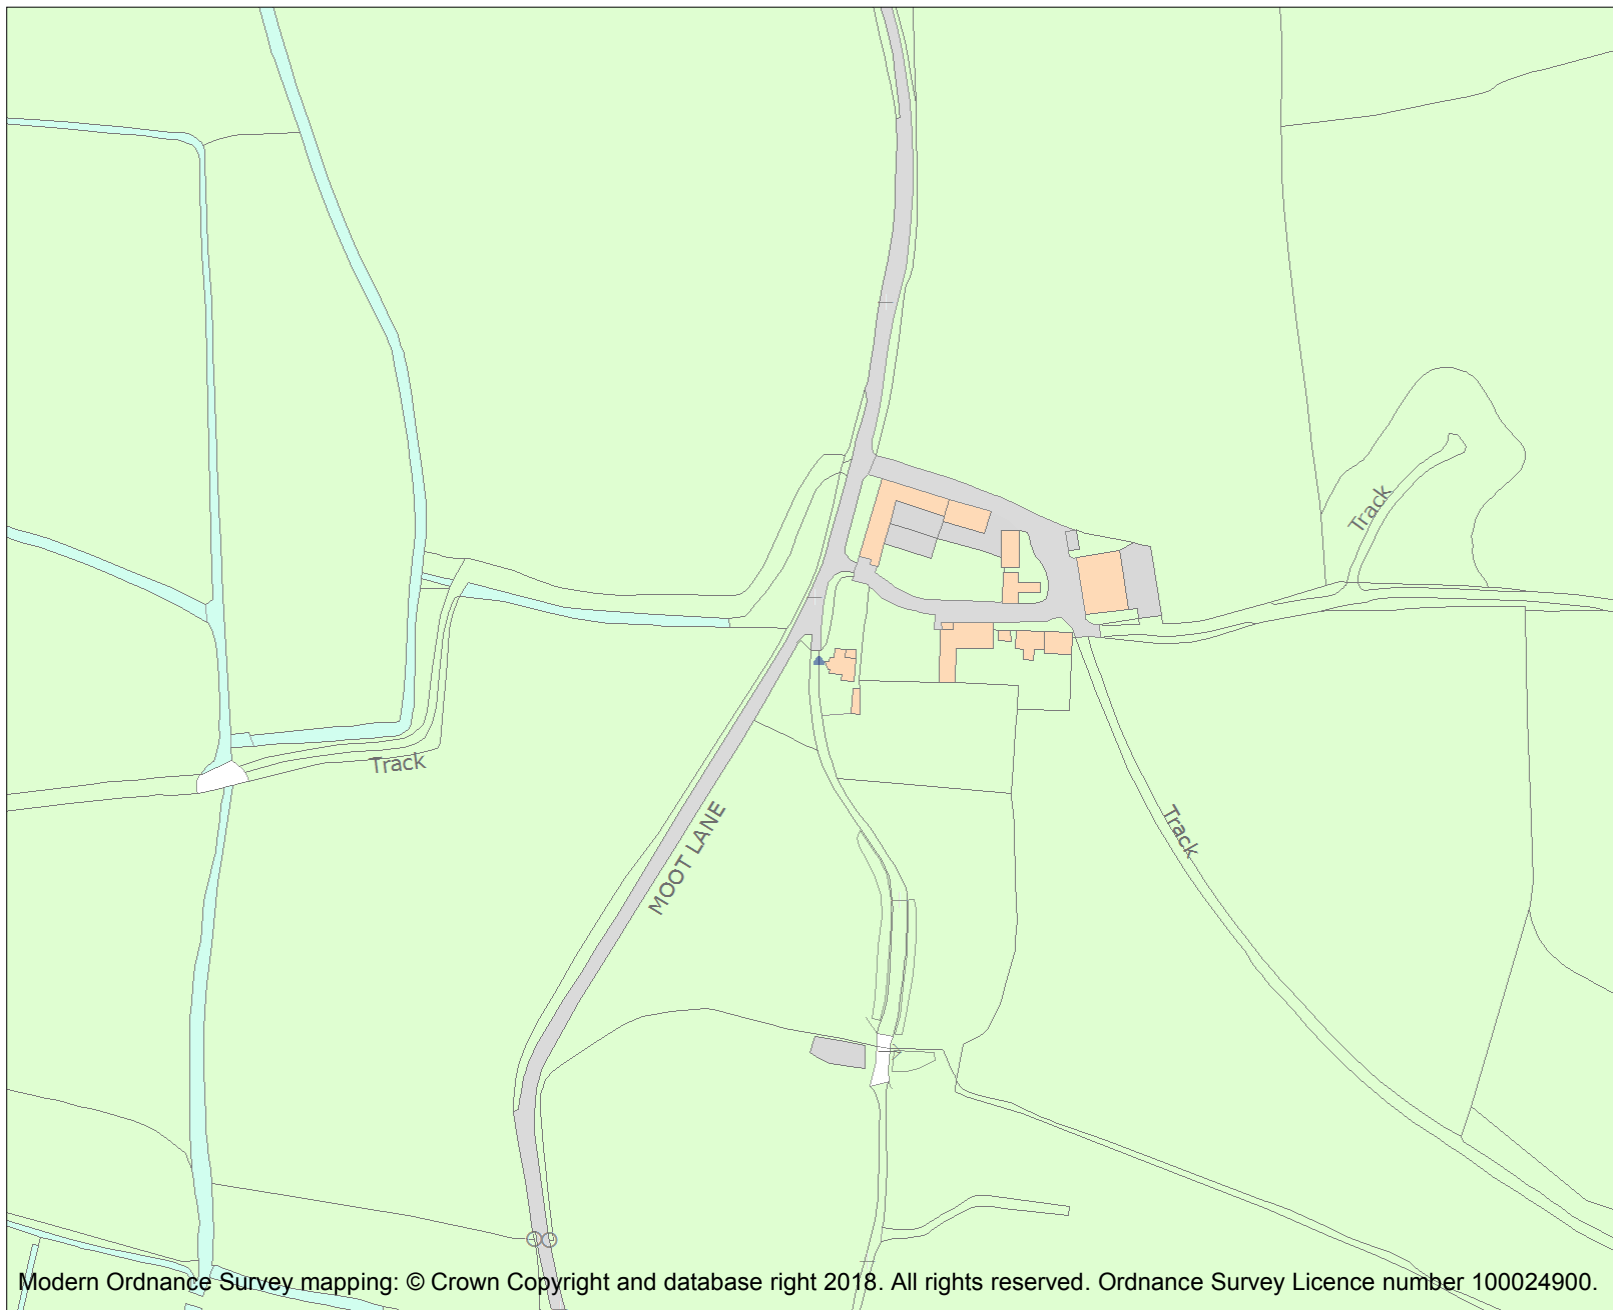 Track
Track
MOOT LANE
Track
Modern Ordnance Survey mapping: © Crown Copyright and database right 2018. All rights reserved. Ordnance Survey Licence number 100024900.